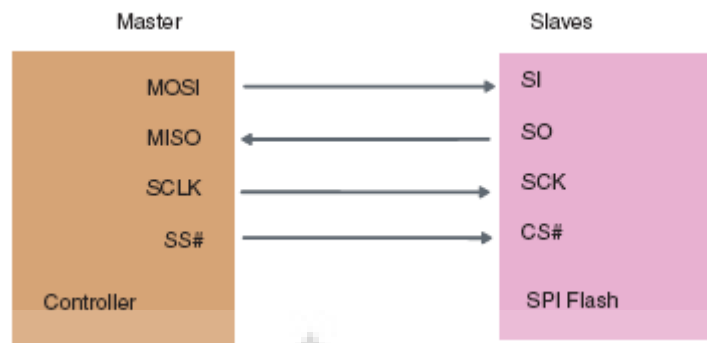 Master
Slaves
MOSI
SI
MISO
SO
SCLK
SCK
SS#
CS#
Controller
SPI Flash